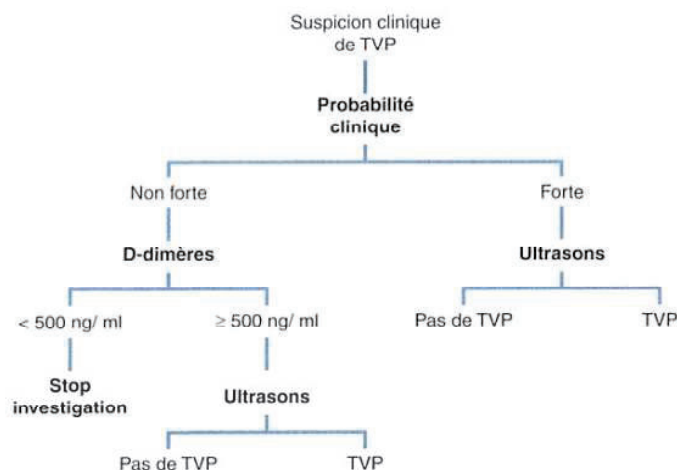 Suspicion clinique
de TVP
Probabilité
clinique
Non forte
Forte
D-dimères
Ultrasons
< 500 ng/ ml
≥ 500 ng/ ml
Pas de TVP
TVP
Stop
investigation
Ultrasons
Pas de TVP
TVP